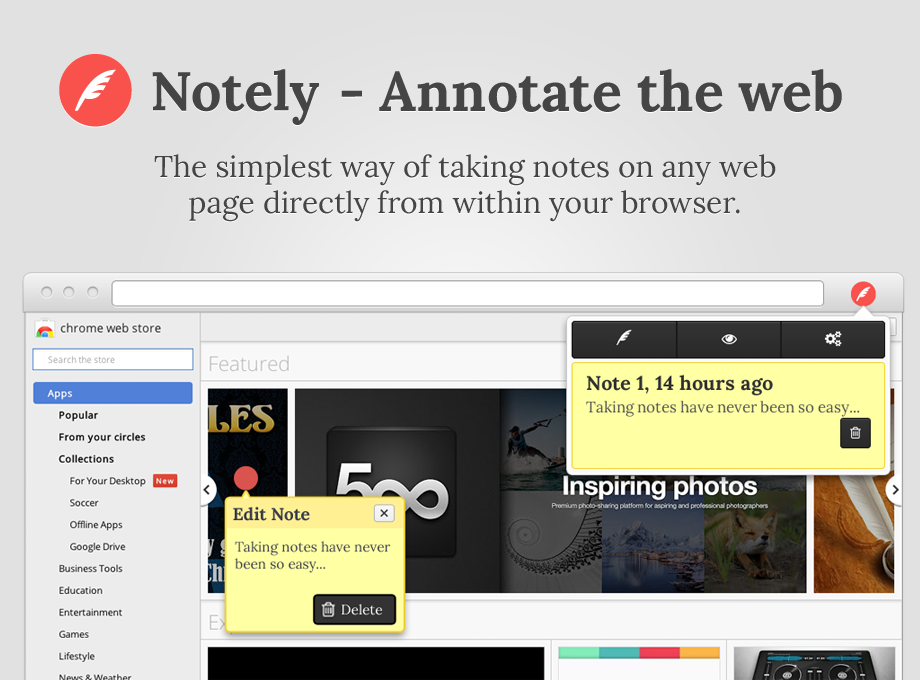 Notely - Annotate the web
The simplest way of taking notes on any web
page directly from within your browser.
chrome web store
Search the store
Apps
Popular
From your circles
Collections
For Your Desktop New
Soccer
Offline Apps
Google Drive
Business Tools
Education
Entertainment
Games
Lifestyle
News & Weather
Featured
LES
500
Edit Note
Taking notes have never
been so easy...
Delete
Note 1, 14 hours ago
Taking notes have never been so easy...
Inspiring photos
Premium photo-sharing platform for aspiring and professional photographers